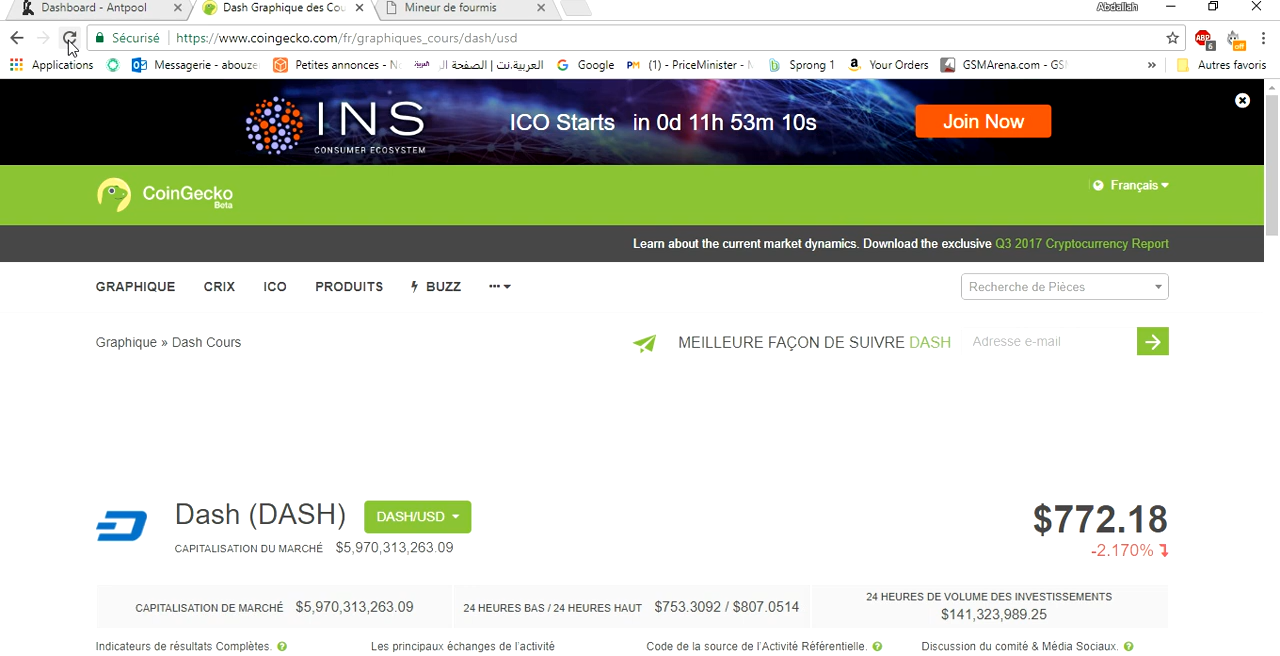 Dashboard - Antpool
Dash Graphique des Cou
Mineur de fourmis
Abdallah
Sécurisé
https://www.coingecko.com/fr/graphiques_cours/dash/usd
ABP
6
off
Applications
Messagerie - abouze
Petites annonces - No
العربية.نت | الصفحة ال
Google
PM
(1) - PriceMinister - N
Sprong 1
Your Orders
GSMArena.com - GS
»
Autres favoris
INS
CONSUMER ECOSYSTEM
ICO Starts in 0d 11h 53m 10s
Join Now
CoinGecko
Beta
Français
Learn about the current market dynamics. Download the exclusive Q3 2017 Cryptocurrency Report
GRAPHIQUE
CRIX
ICO
PRODUITS
BUZZ
Recherche de Pièces
Graphique » Dash Cours
MEILLEURE FAÇON DE SUIVRE DASH
Adresse e-mail
Dash (DASH)
DASH/USD
$772.18
-2.170%
CAPITALISATION DU MARCHÉ $5,970,313,263.09
CAPITALISATION DE MARCHÉ $5,970,313,263.09
24 HEURES BAS / 24 HEURES HAUT $753.3092 / $807.0514
24 HEURES DE VOLUME DES INVESTISSEMENTS
$141,323,989.25
Indicateurs de résultats Complètes.
Les principaux échanges de l'activité
Code de la source de l'Activité Référentielle.
Discussion du comité & Média Sociaux.